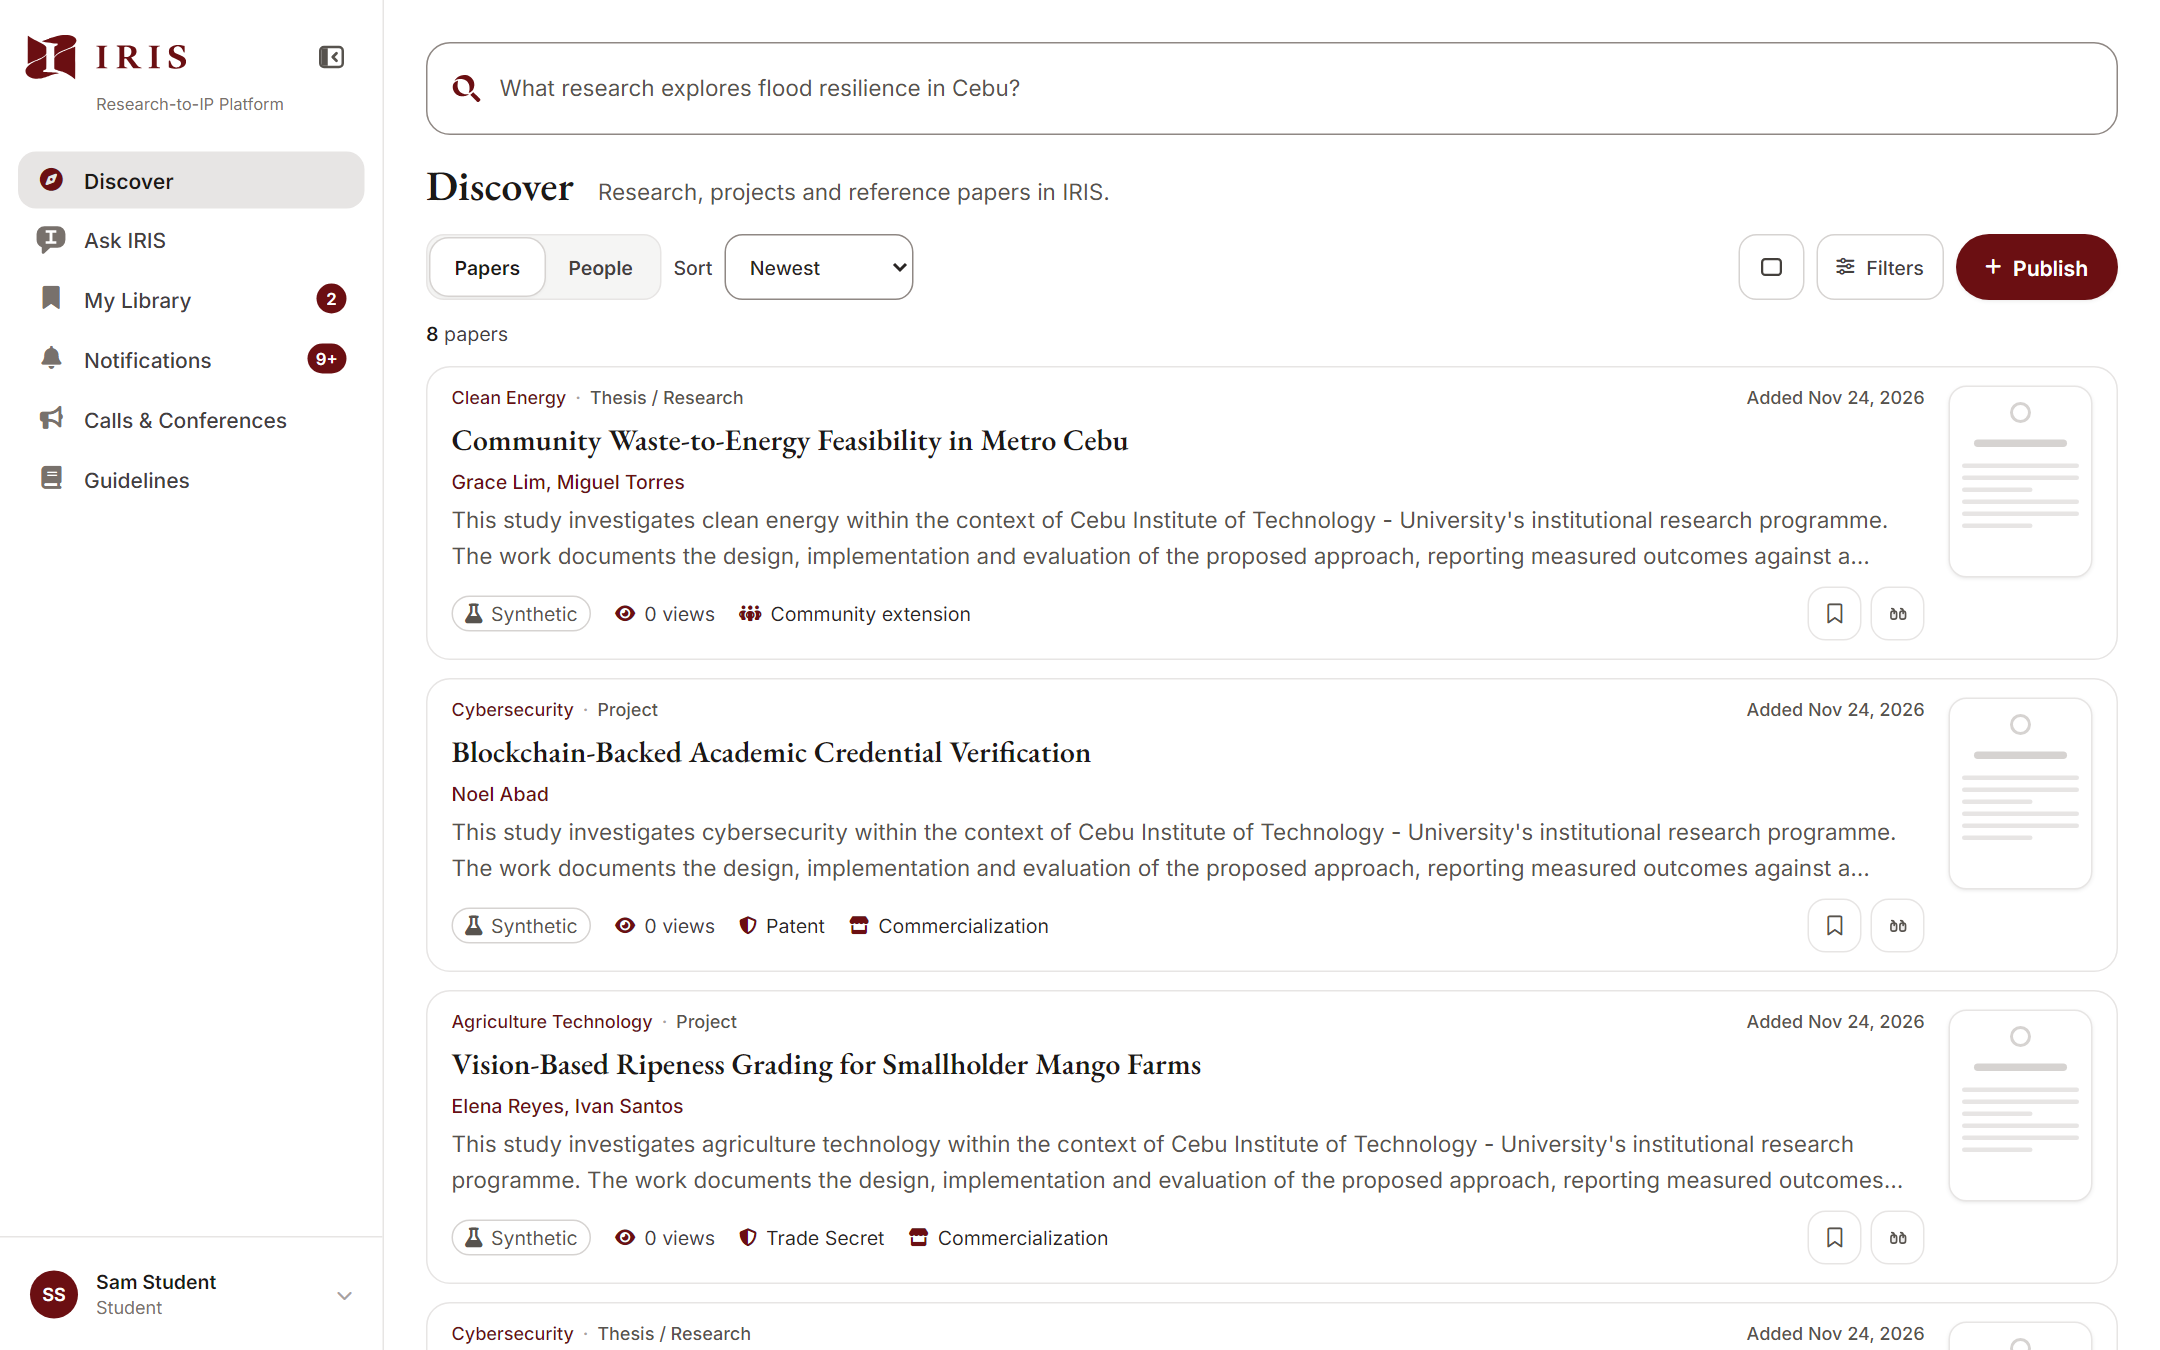 IRIS
Research-to-IP Platform
Discover
Ask IRIS
My Library 2
Notifications 9+
Calls & Conferences
Guidelines
SS Sam Student
Student
What research explores flood resilience in Cebu?
Discover Research, projects and reference papers in IRIS.
Papers People Sort Newest Filters + Publish
8 papers
Clean Energy · Thesis / Research Added Nov 24, 2026
Community Waste-to-Energy Feasibility in Metro Cebu
Grace Lim, Miguel Torres
This study investigates clean energy within the context of Cebu Institute of Technology - University's institutional research programme.
The work documents the design, implementation and evaluation of the proposed approach, reporting measured outcomes against a...
Synthetic 0 views Community extension
Cybersecurity · Project Added Nov 24, 2026
Blockchain-Backed Academic Credential Verification
Noel Abad
This study investigates cybersecurity within the context of Cebu Institute of Technology - University's institutional research programme.
The work documents the design, implementation and evaluation of the proposed approach, reporting measured outcomes against a...
Synthetic 0 views Patent Commercialization
Agriculture Technology · Project Added Nov 24, 2026
Vision-Based Ripeness Grading for Smallholder Mango Farms
Elena Reyes, Ivan Santos
This study investigates agriculture technology within the context of Cebu Institute of Technology - University's institutional research
programme. The work documents the design, implementation and evaluation of the proposed approach, reporting measured outcomes...
Synthetic 0 views Trade Secret Commercialization
Cybersecurity · Thesis / Research Added Nov 24, 2026